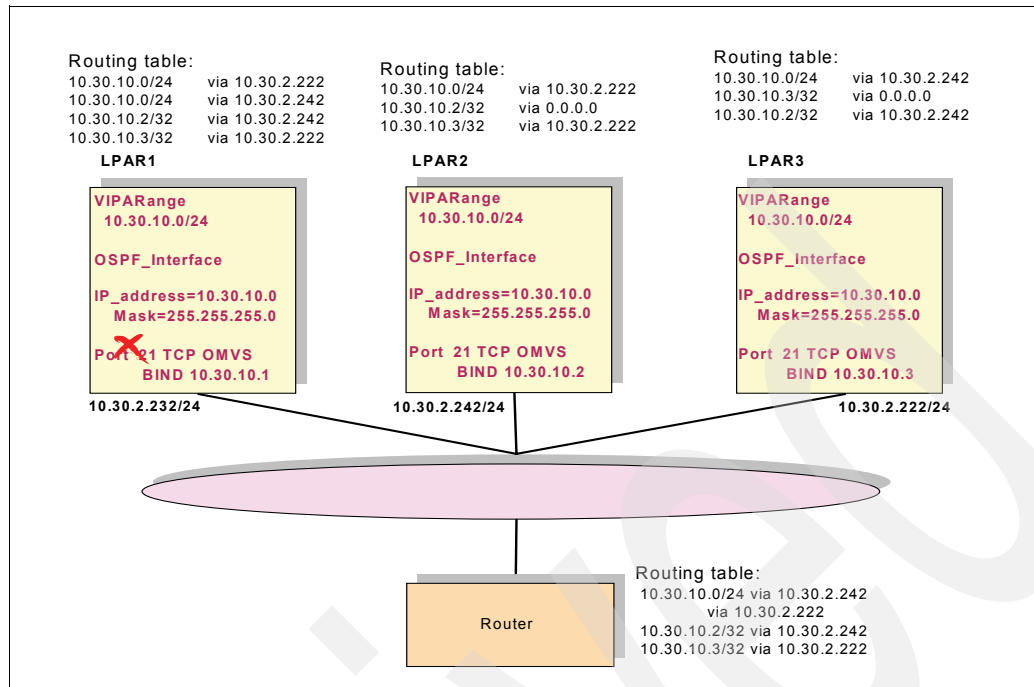 Routing table:
10.30.10.0/24 via 10.30.2.222
10.30.10.0/24 via 10.30.2.242
10.30.10.2/32 via 10.30.2.242
10.30.10.3/32 via 10.30.2.222
LPAR1
VIPARange
10.30.10.0/24
OSPF_Interface
IP_address=10.30.10.0
Mask=255.255.255.0
Port 21 TCP OMVS
BIND 10.30.10.1
10.30.2.232/24
Routing table:
10.30.10.0/24 via 10.30.2.222
10.30.10.2/32 via 0.0.0.0
10.30.10.3/32 via 10.30.2.222
LPAR2
VIPARange
10.30.10.0/24
OSPF_Interface
IP_address=10.30.10.0
Mask=255.255.255.0
Port 21 TCP OMVS
BIND 10.30.10.2
10.30.2.242/24
Routing table:
10.30.10.0/24 via 10.30.2.242
10.30.10.3/32 via 0.0.0.0
10.30.10.2/32 via 10.30.2.242
LPAR3
VIPARange
10.30.10.0/24
OSPF_Interface
IP_address=10.30.10.0
Mask=255.255.255.0
Port 21 TCP OMVS
BIND 10.30.10.3
10.30.2.222/24
Router
Routing table:
10.30.10.0/24 via 10.30.2.242
via 10.30.2.222
10.30.10.2/32 via 10.30.2.242
10.30.10.3/32 via 10.30.2.222